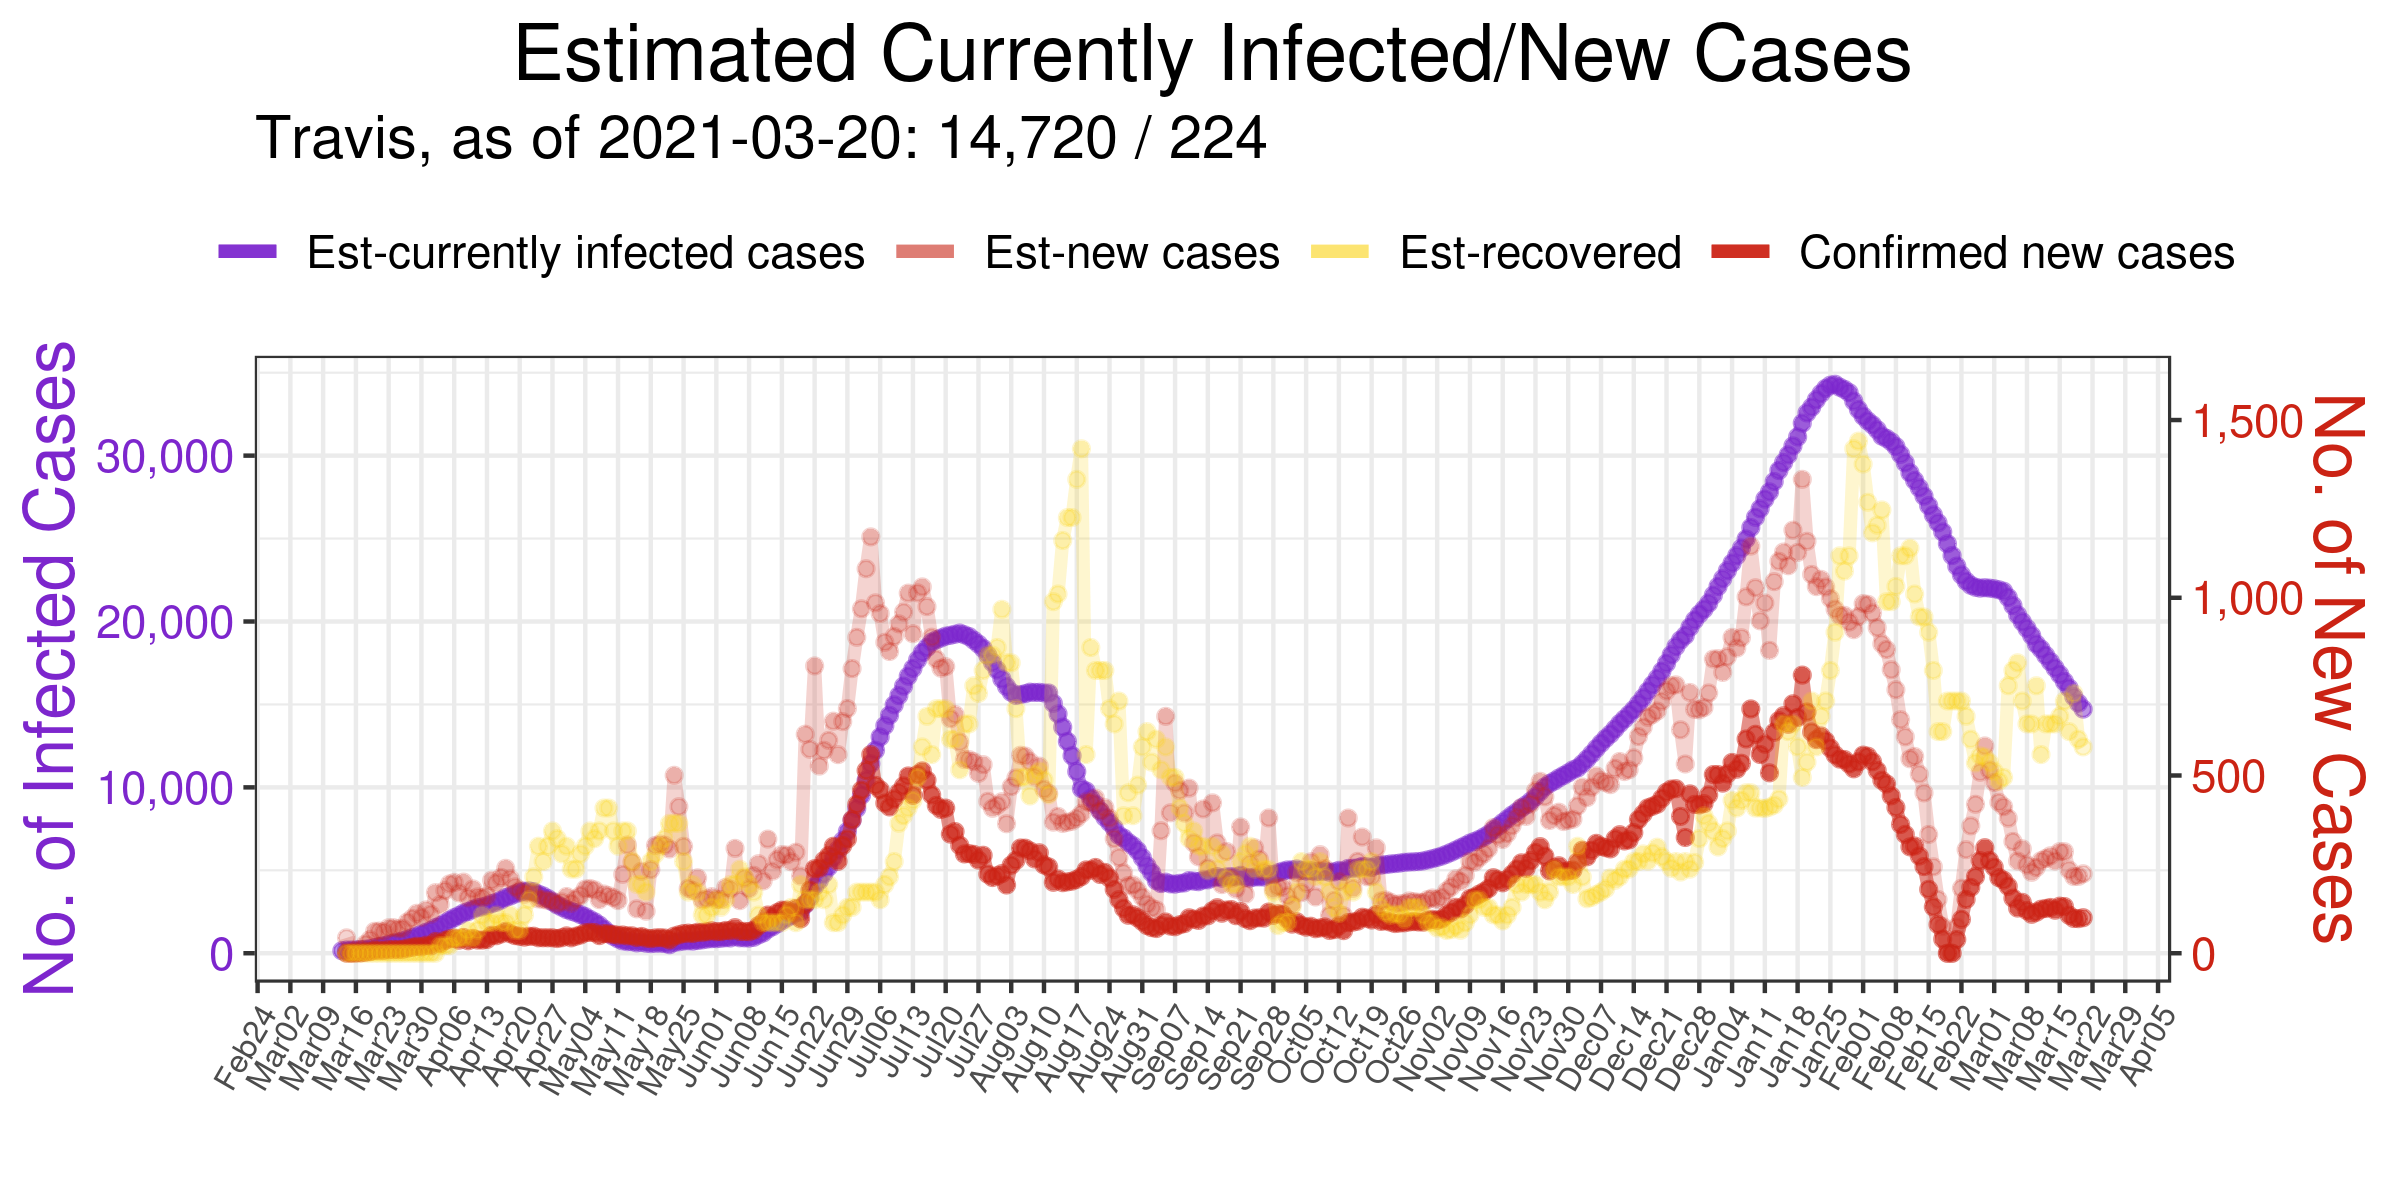 Estimated Currently Infected/New Cases
Travis, as of 2021-03-20: 14,720 / 224
Est-currently infected cases Est-new cases Est-recovered Confirmed new cases
No. of Infected Cases
30,000
20,000
10,000
0
1,500
1,000
500
0
No. of New Cases
Feb24 Mar02 Mar09 Mar16 Mar23 Mar30 Apr06 Apr13 Apr20 Apr27 May04 May11 May18 May25 Jun01 Jun08 Jun15 Jun22 Jun29 Jul06 Jul13 Jul20 Jul27 Aug03 Aug10 Aug17 Aug24 Aug31 Sep07 Sep14 Sep21 Sep28 Oct05 Oct12 Oct19 Oct26 Nov02 Nov09 Nov16 Nov23 Nov30 Dec07 Dec14 Dec21 Dec28 Jan04 Jan11 Jan18 Jan25 Feb01 Feb08 Feb15 Feb22 Mar01 Mar08 Mar15 Mar22 Mar29 Apr05